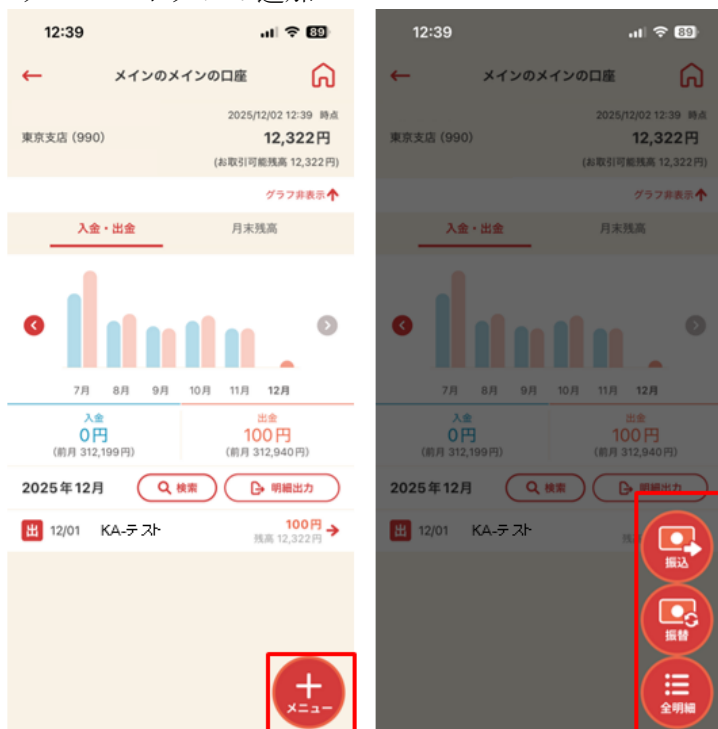 12:39
89
メインのメインの口座
2025/12/02 12:39 時点
東京支店 (990)
12,322円
(お取引可能残高 12,322円)
グラフ非表示
入金・出金
月末残高
7月 8月 9月 10月 11月 12月
入金
出金
0円
100円
(前月 312,199円)
(前月 312,940円)
2025年12月
検索
明細出力
出 12/01 KA-テスト
100円
残高 12,322円
メニュー
12:39
89
メインのメインの口座
2025/12/02 12:39 時点
東京支店 (990)
12,322円
(お取引可能残高 12,322円)
グラフ非表示
入金・出金
月末残高
7月 8月 9月 10月 11月 12月
入金
出金
0円
100円
(前月 312,199円)
(前月 312,940円)
2025年12月
検索
明細出力
出 12/01 KA-テスト
振込
振替
全明細